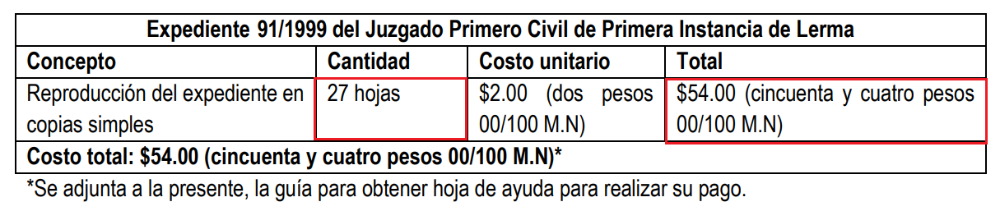 Expediente 91/1999 del Juzgado Primero Civil de Primera Instancia de Lerma
Concepto Cantidad Costo unitario Total
Reproducción del expediente en 27 hojas $2.00 (dos pesos $54.00 (cincuenta y cuatro pesos
copias simples 00/100 M.N) 00/100 M.N)
Costo total: $54.00 (cincuenta y cuatro pesos 00/100 M.N)*
*Se adjunta a la presente, la guía para obtener hoja de ayuda para realizar su pago.